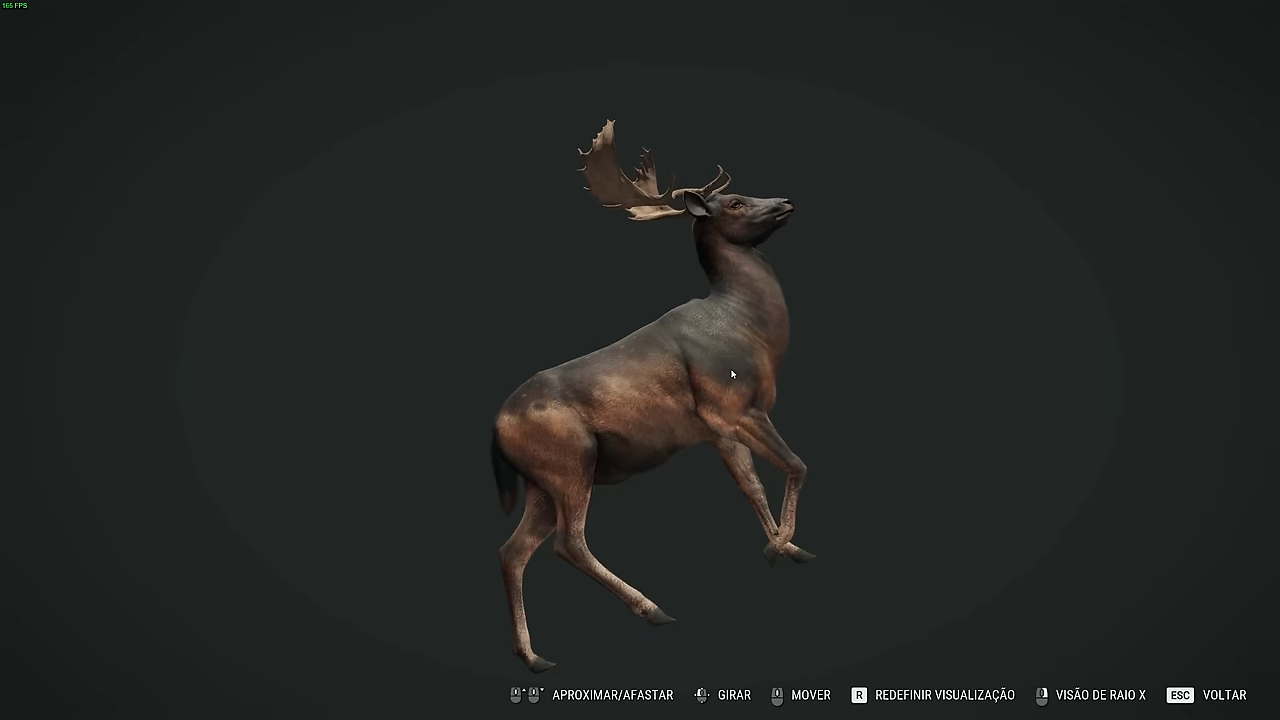 165 FPS
APROXIMAR/AFASTAR GIRAR MOVER R REDEFINIR VISUALIZAÇÃO VISÃO DE RAIO X ESC VOLTAR